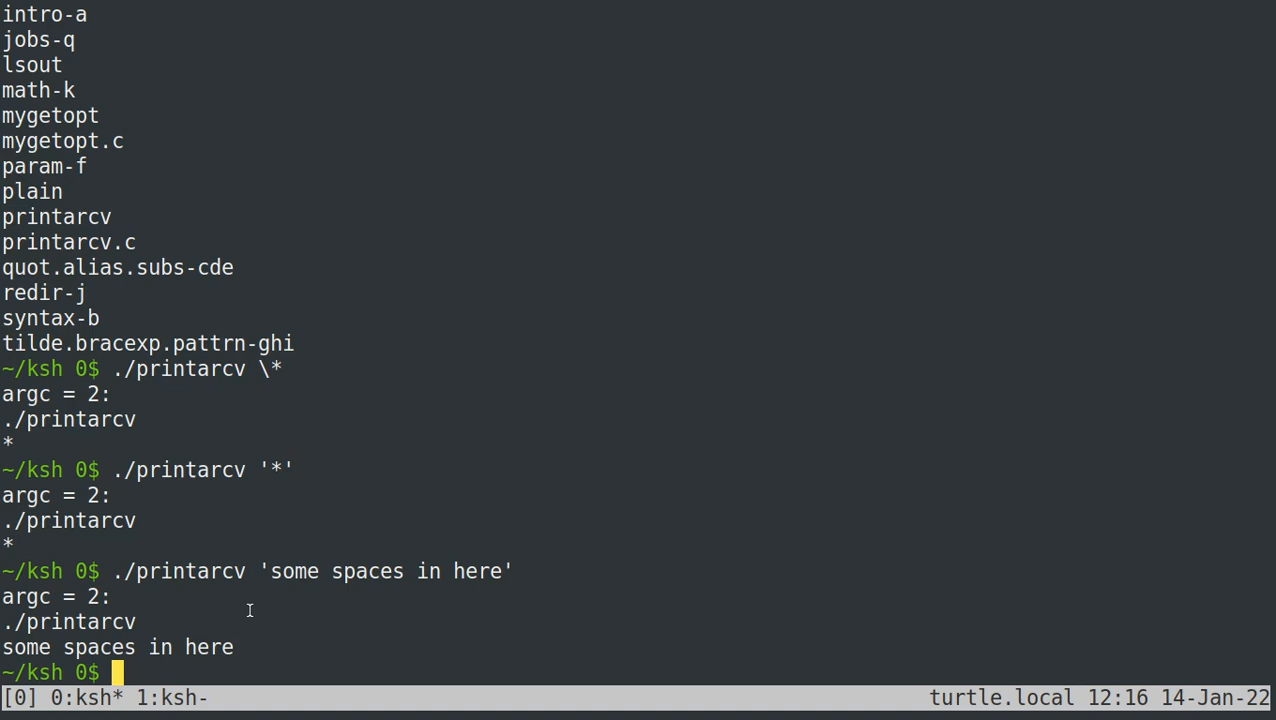 intro-a
jobs-q
lsout
math-k
mygetopt
mygetopt.c
param-f
plain
printarcv
printarcv.c
quot.alias.subs-cde
redir-j
syntax-b
tilde.bracexp.pattrn-ghi
~/ksh 0$ ./printarcv \*
argc = 2:
./printarcv
*
~/ksh 0$ ./printarcv '*'
argc = 2:
./printarcv
*
~/ksh 0$ ./printarcv 'some spaces in here'
argc = 2:
./printarcv
some spaces in here
~/ksh 0$
[0] 0:ksh* 1:ksh- turtle.local 12:16 14-Jan-22